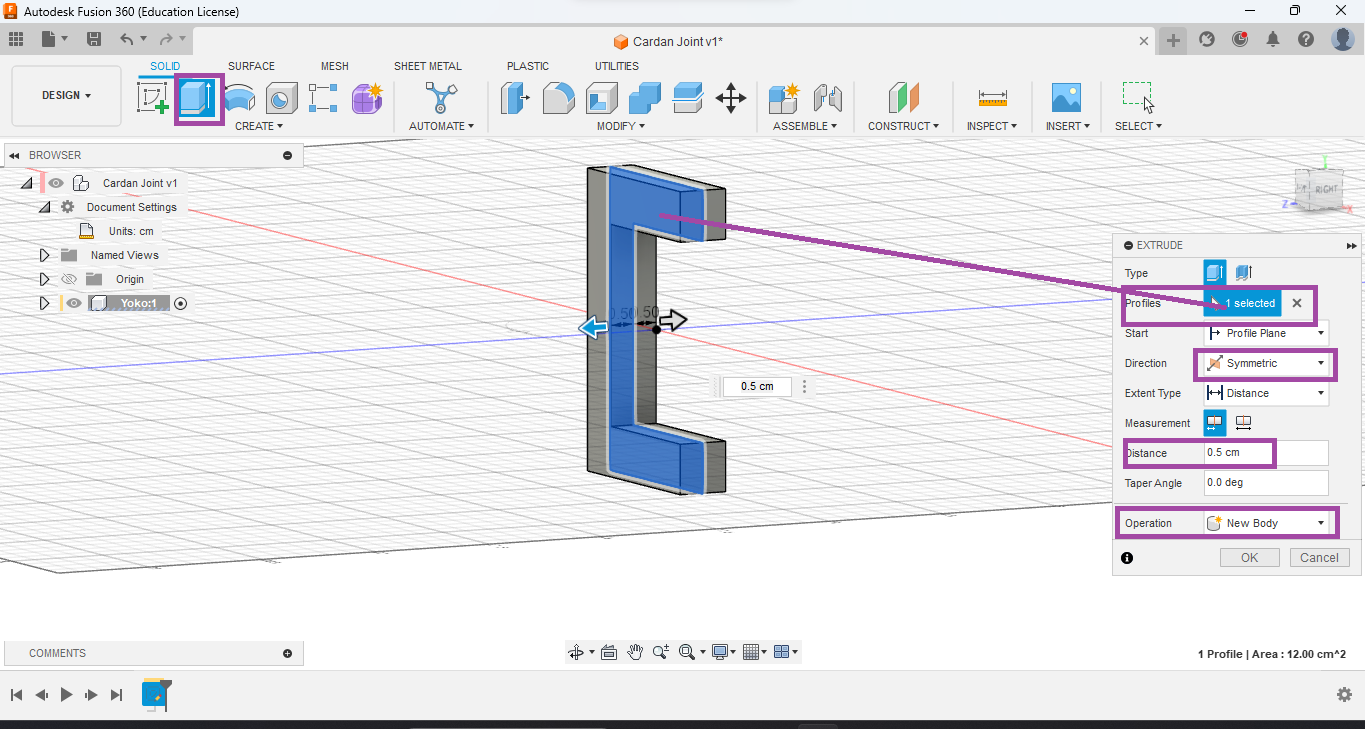 Autodesk Fusion 360 (Education License)
Cardan Joint v1*
SOLID SURFACE MESH SHEET METAL PLASTIC UTILITIES
DESIGN
CREATE AUTOMATE MODIFY ASSEMBLE CONSTRUCT INSPECT INSERT SELECT
BROWSER
Cardan Joint v1
Document Settings
Units: cm
Named Views
Origin
Yoko:1
RIGHT
Z
X
0.50
0.50
0.5 cm
EXTRUDE
Type
Profiles 1 selected
Start Profile Plane
Direction Symmetric
Extent Type Distance
Measurement
Distance 0.5 cm
Taper Angle 0.0 deg
Operation New Body
OK Cancel
COMMENTS
1 Profile | Area : 12.00 cm^2